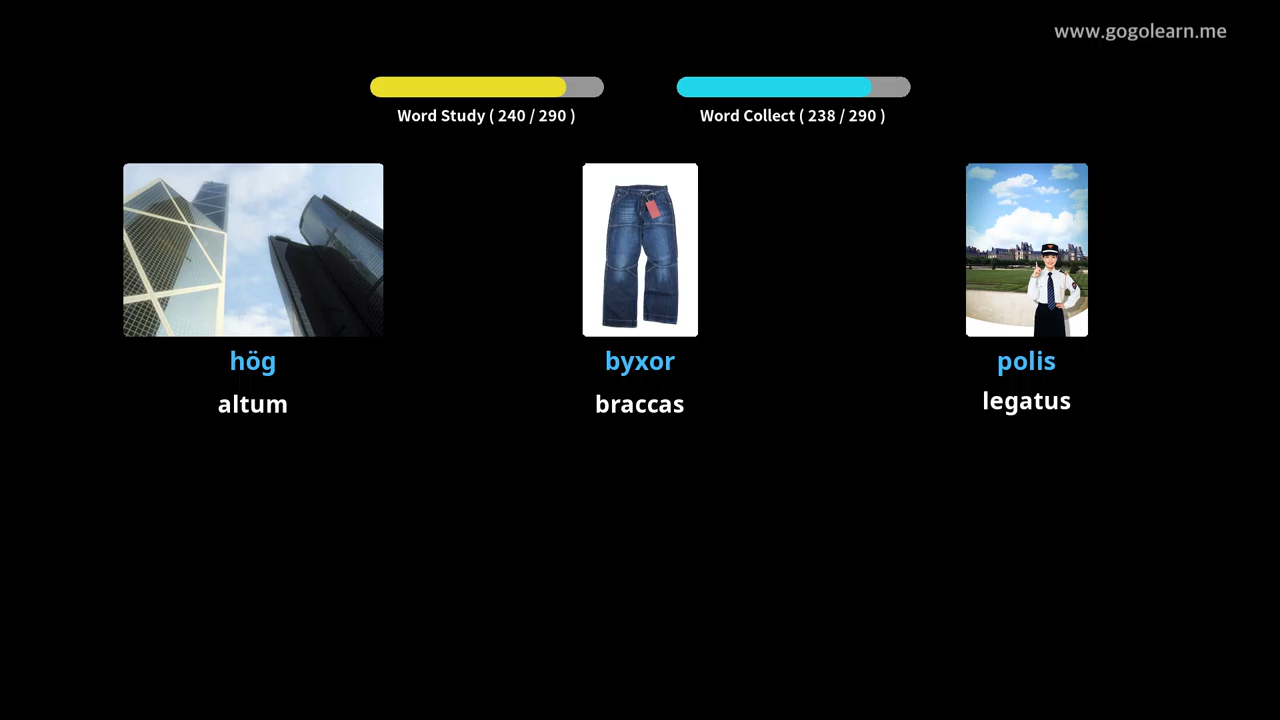 www.gogolearn.me
Word Study ( 240 / 290 )
Word Collect ( 238 / 290 )
hög
byxor
polis
altum
braccas
legatus